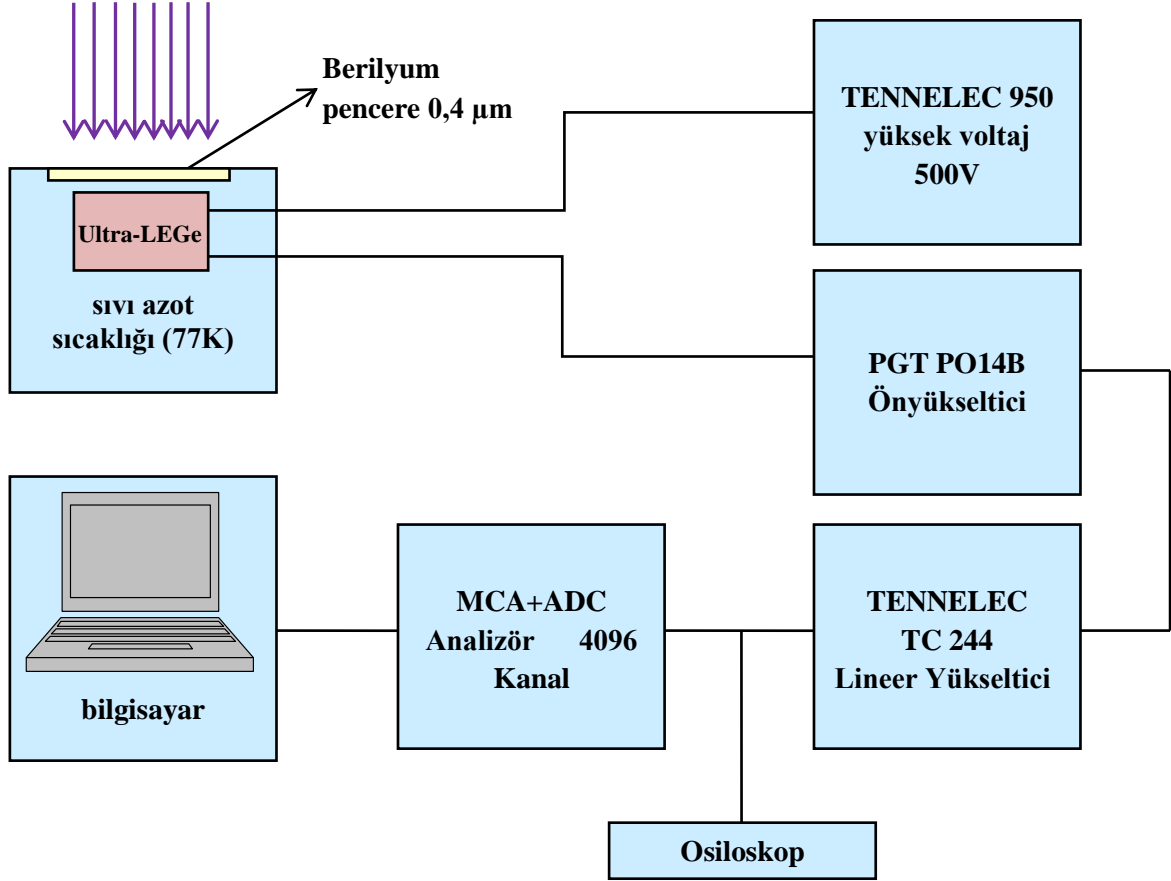 Berilyum
pencere 0,4 µm
TENNELEC 950
yüksek voltaj
500V
Ultra-LEGe
sıvı azot
sıcaklığı (77K)
PGT PO14B
Önyükseltici
MCA+ADC
Analizör 4096
Kanal
TENNELEC
TC 244
Lineer Yükseltici
bilgisayar
Osiloskop